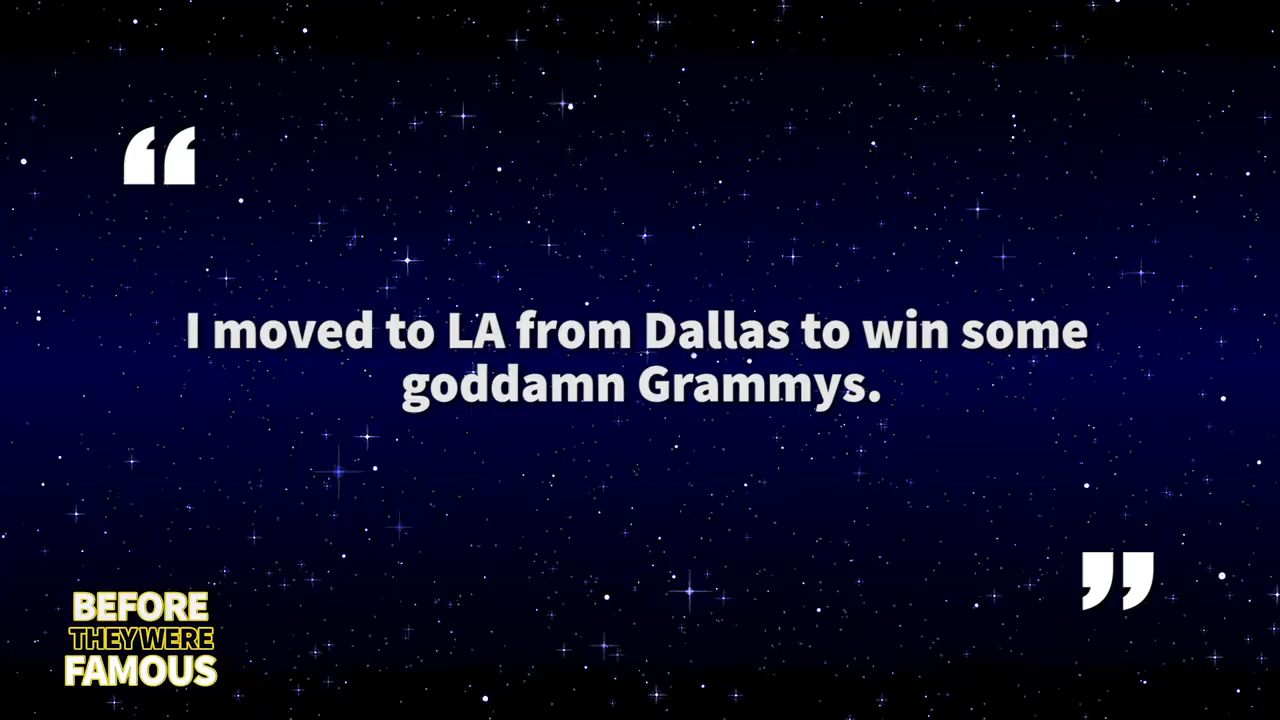 “
I moved to LA from Dallas to win some
goddamn Grammys.
”
BEFORE
THEY WERE
FAMOUS